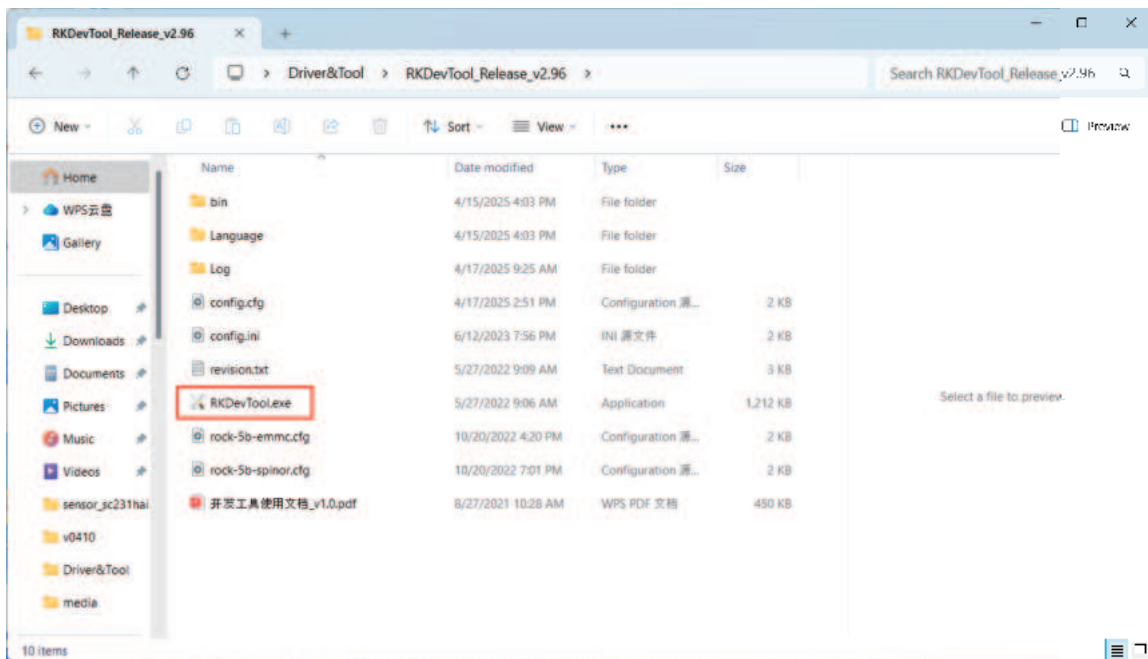 RKDevTool_Release_v2.96
Driver&Tool > RKDevTool_Release_v2.96 >
Search RKDevTool_Release_v2.96
New
Sort
View
Preview
Name Date modified Type Size
Home
WPS云盘
Gallery
Desktop
Downloads
Documents
Pictures
Music
Videos
sensor_sc231hai
v0410
Driver&Tool
media
bin 4/15/2025 4:03 PM File folder
Language 4/15/2025 4:03 PM File folder
Log 4/17/2025 9:25 AM File folder
config.cfg 4/17/2025 2:51 PM Configuration 源... 2 KB
config.ini 6/12/2023 7:56 PM INI 源文件 2 KB
revision.txt 5/27/2022 9:09 AM Text Document 3 KB
RKDevTool.exe 5/27/2022 9:06 AM Application 1,212 KB
rock-5b-emmc.cfg 10/20/2022 4:20 PM Configuration 源... 2 KB
rock-5b-spinor.cfg 10/20/2022 7:01 PM Configuration 源... 2 KB
开发工具使用文档_v1.0.pdf 8/27/2021 10:28 AM WPS PDF 文档 450 KB
Select a file to preview.
10 items